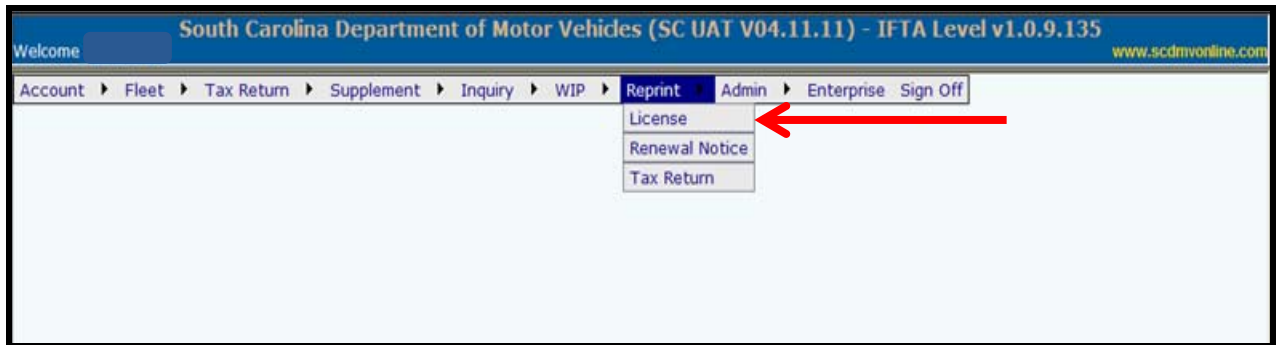 South Carolina Department of Motor Vehicles (SC UAT V04.11.11) - IFTA Level v1.0.9.135
Welcome
www.scdmvonline.com
Account Fleet Tax Return Supplement Inquiry WIP Reprint Admin Enterprise Sign Off
License
Renewal Notice
Tax Return